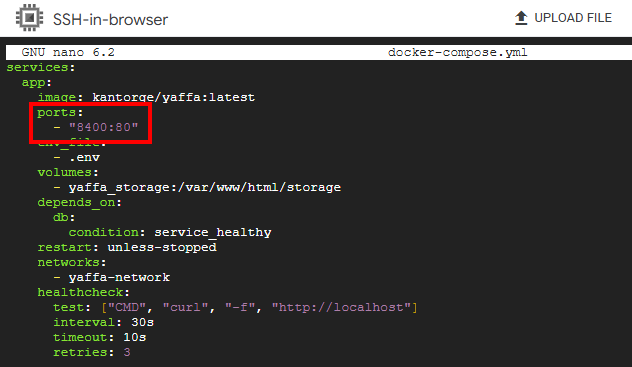 SSH-in-browser
UPLOAD FILE
GNU nano 6.2 docker-compose.yml
services:
  app:
    image: kantorge/yaffa:latest
    ports:
      - "8400:80"
    env_file:
      - .env
    volumes:
      - yaffa_storage:/var/www/html/storage
    depends_on:
      db:
        condition: service_healthy
    restart: unless-stopped
    networks:
      - yaffa-network
    healthcheck:
      test: ["CMD", "curl", "-f", "http://localhost"]
      interval: 30s
      timeout: 10s
      retries: 3